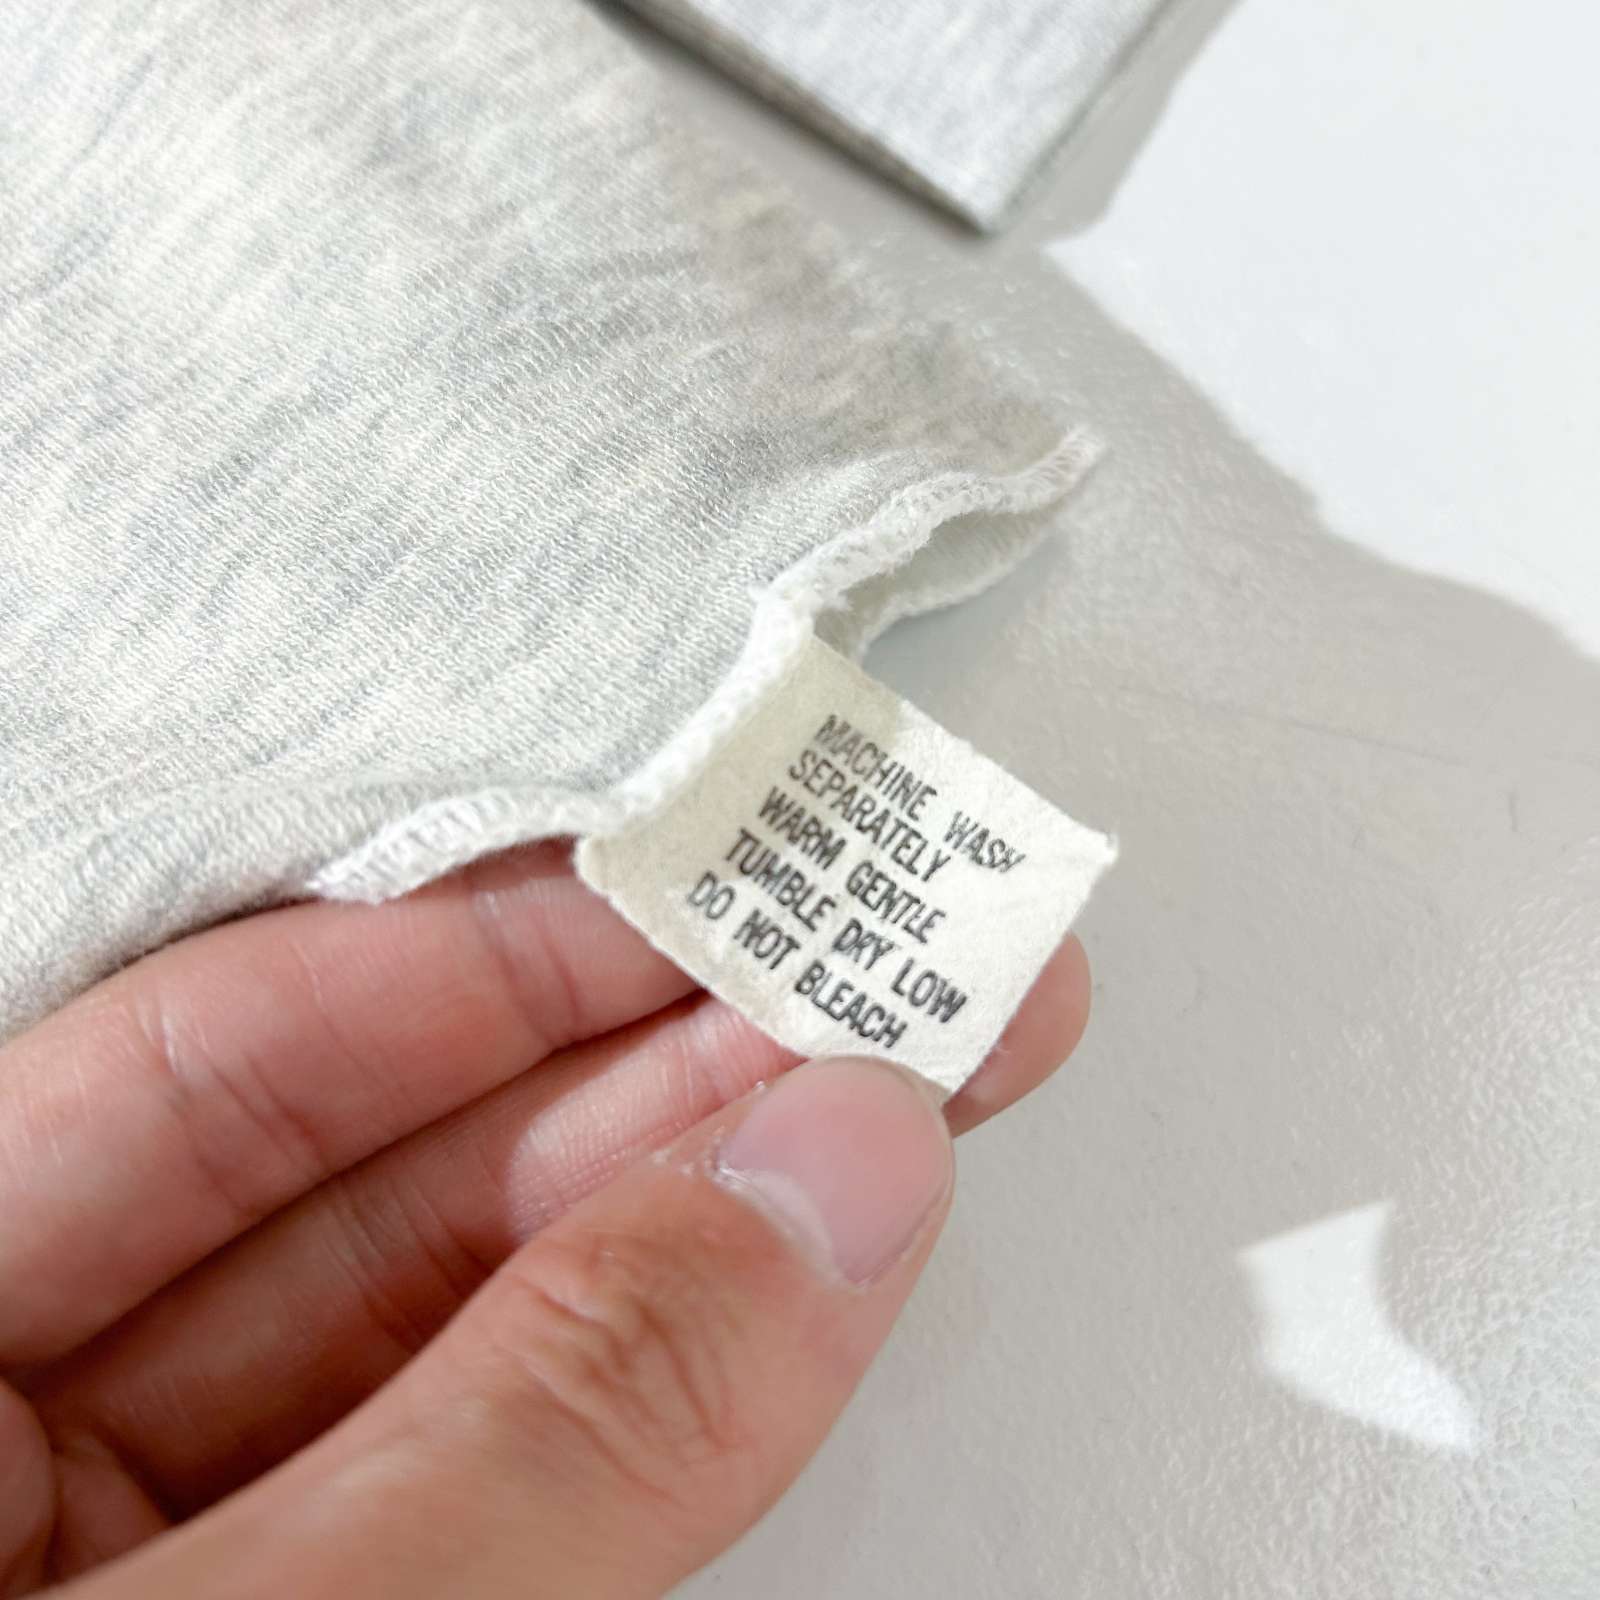 MACHINE WASH
SEPARATELY
WARM GENTLE
TUMBLE DRY LOW
DO NOT BLEACH